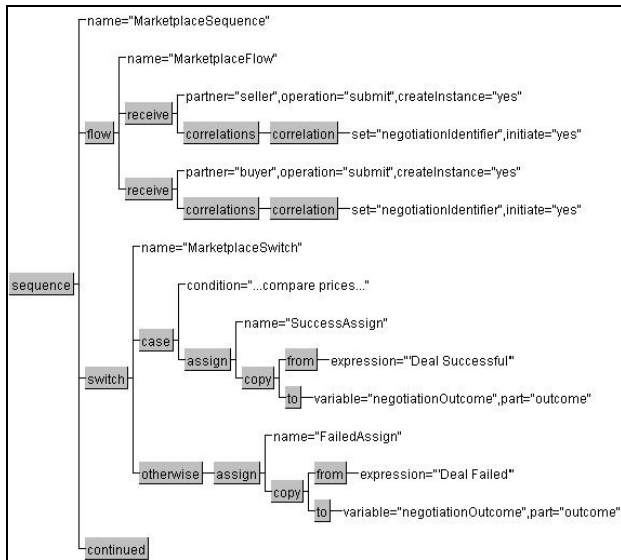 name="MarketplaceSequence"
name="MarketplaceFlow"
partner="seller",operation="submit",createInstance="yes"
receive
correlations correlation set="negotiationIdentifier",initiate="yes"
flow
partner="buyer",operation="submit",createInstance="yes"
receive
correlations correlation set="negotiationIdentifier",initiate="yes"
name="MarketplaceSwitch"
sequence
condition="...compare prices..."
name="SuccessAssign"
case
assign
from expression="'Deal Successful'"
copy
switch
to variable="negotiationOutcome",part="outcome"
name="FailedAssign"
otherwise assign
from expression="'Deal Failed'"
copy
to variable="negotiationOutcome",part="outcome"
continued